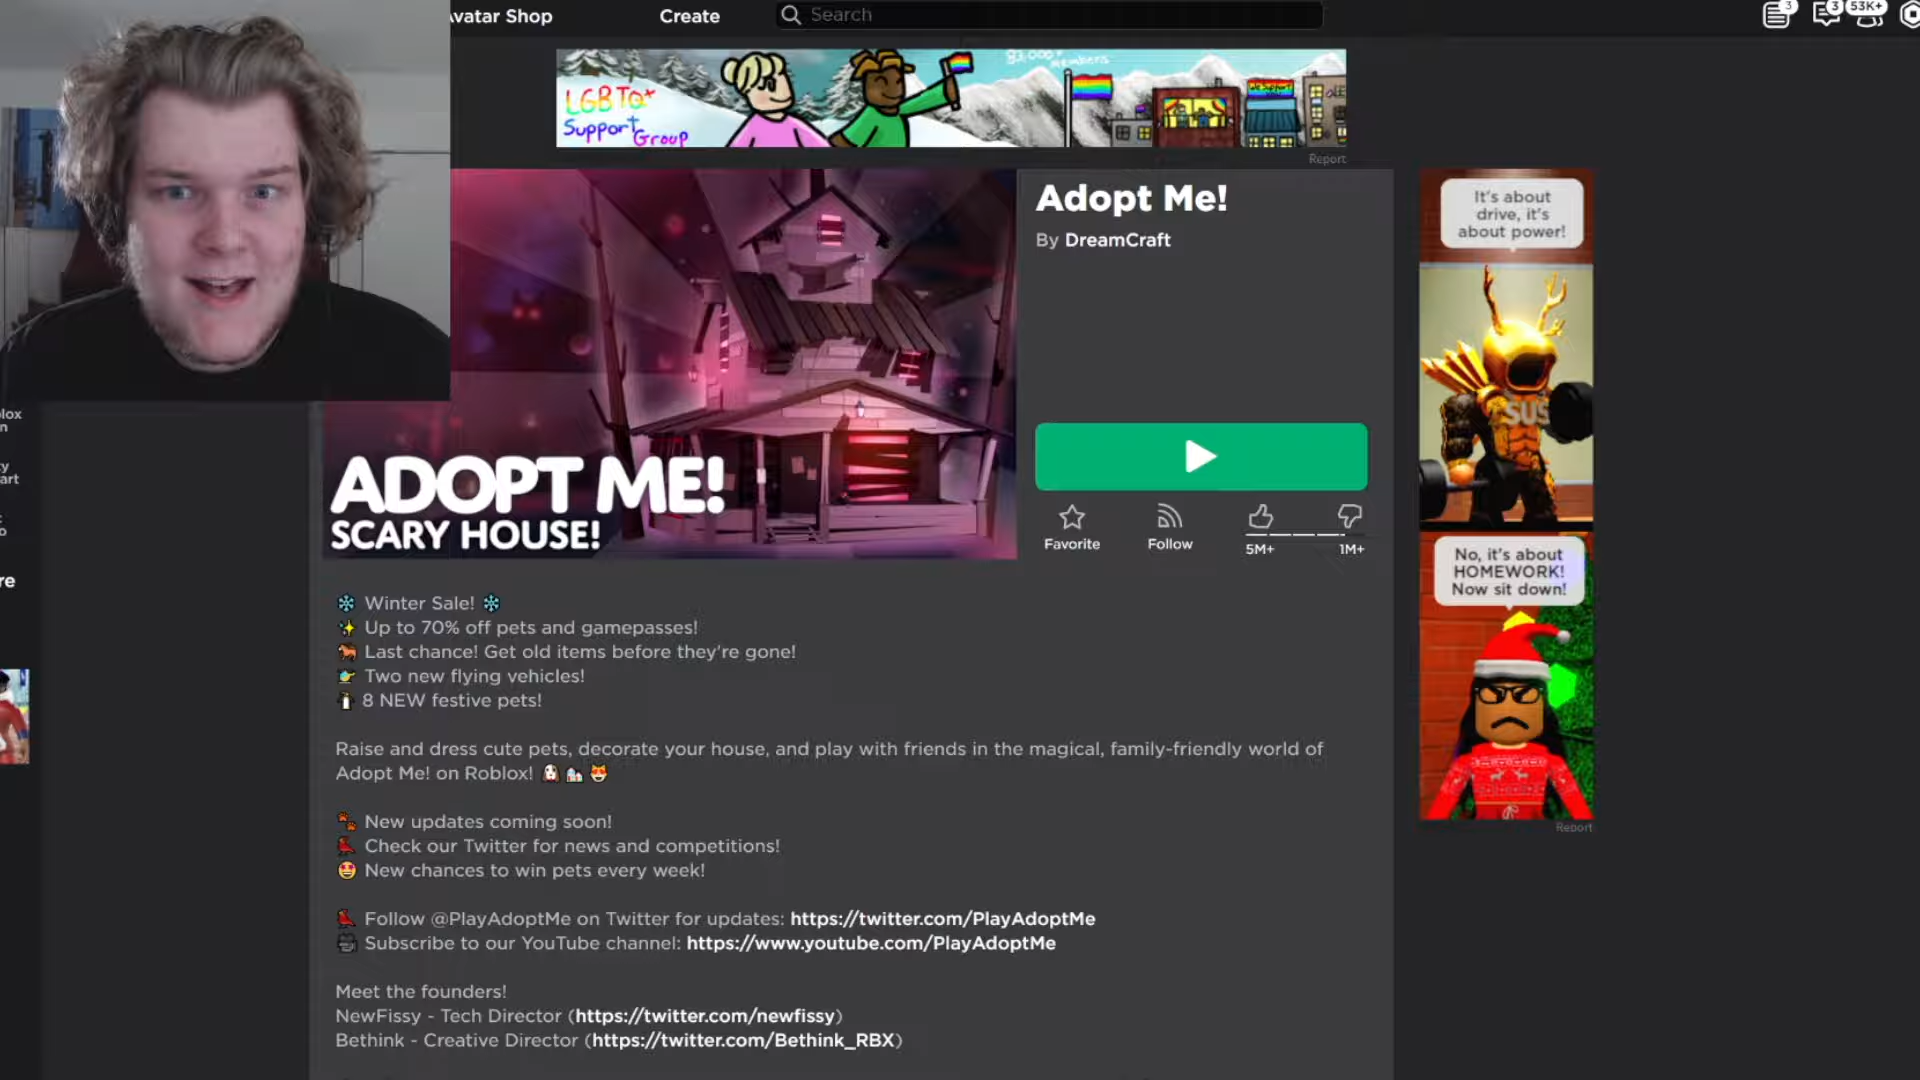 Avatar Shop
Create
Search
3
3
53K+
LGBTQ+
Support Group
members
We Support
Report
Adopt Me!
By DreamCraft
ADOPT ME!
SCARY HOUSE!
Favorite
Follow
5M+
1M+
It's about
drive, it's
about power!
SUS
No, it's about
HOMEWORK!
Now sit down!
Report
❄ Winter Sale! ❄
✨ Up to 70% off pets and gamepasses!
🐎 Last chance! Get old items before they're gone!
🚁 Two new flying vehicles!
🐧 8 NEW festive pets!
Raise and dress cute pets, decorate your house, and play with friends in the magical, family-friendly world of
Adopt Me! on Roblox! 🐶 🏘 😻
🐾 New updates coming soon!
Check our Twitter for news and competitions!
🤩 New chances to win pets every week!
Follow @PlayAdoptMe on Twitter for updates: https://twitter.com/PlayAdoptMe
Subscribe to our YouTube channel: https://www.youtube.com/PlayAdoptMe
Meet the founders!
NewFissy - Tech Director (https://twitter.com/newfissy)
Bethink - Creative Director (https://twitter.com/Bethink_RBX)